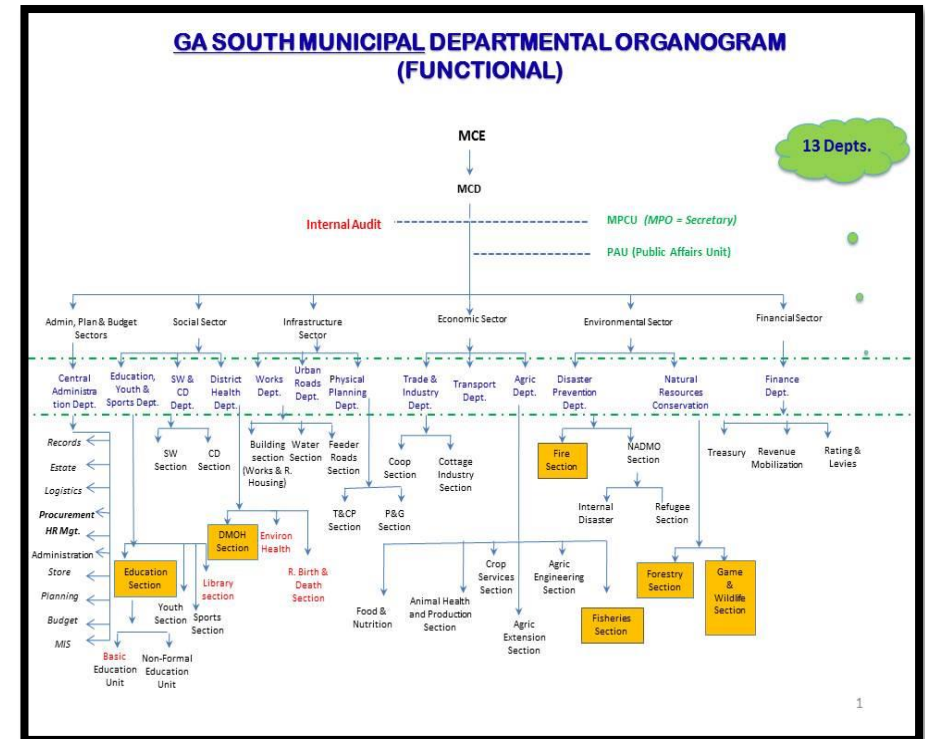 GA SOUTH MUNICIPAL DEPARTMENTAL ORGANOGRAM
(FUNCTIONAL)
13 Depts.
MCE
MCD
Internal Audit
MPCU (MPO = Secretary)
PAU (Public Affairs Unit)
Admin, Plan & Budget
Sectors
Social Sector
Infrastructure
Sector
Economic Sector
Environmental Sector
Financial Sector
Central
Administra
tion Dept.
Education,
Youth &
Sports Dept.
SW &
CD
Dept.
District
Health
Dept.
Works
Dept.
Urban
Roads
Dept.
Physical
Planning
Dept.
Trade &
Industry
Dept.
Transport
Dept.
Agric
Dept.
Disaster
Prevention
Dept.
Natural
Resources
Conservation
Finance
Dept.
Records
Estate
Logistics
Procurement
HR Mgt.
Administration
Store
Planning
Budget
MIS
SW
Section
CD
Section
Building
section
(Works & R.
Housing)
Water
Section
Feeder
Roads
Section
Coop
Section
Cottage
Industry
Section
Fire
Section
NADMO
Section
Treasury
Revenue
Mobilization
Rating &
Levies
T&CP
Section
P&G
Section
Internal
Disaster
Refugee
Section
DMOH
Section
Environ
Health
R. Birth &
Death
Section
Education
Section
Youth
Section
Library
section
Sports
Section
Basic
Education
Unit
Non-Formal
Education
Unit
Food &
Nutrition
Animal Health
and Production
Section
Crop
Services
Section
Agric
Extension
Section
Agric
Engineering
Section
Fisheries
Section
Forestry
Section
Game
&
Wildlife
Section
1